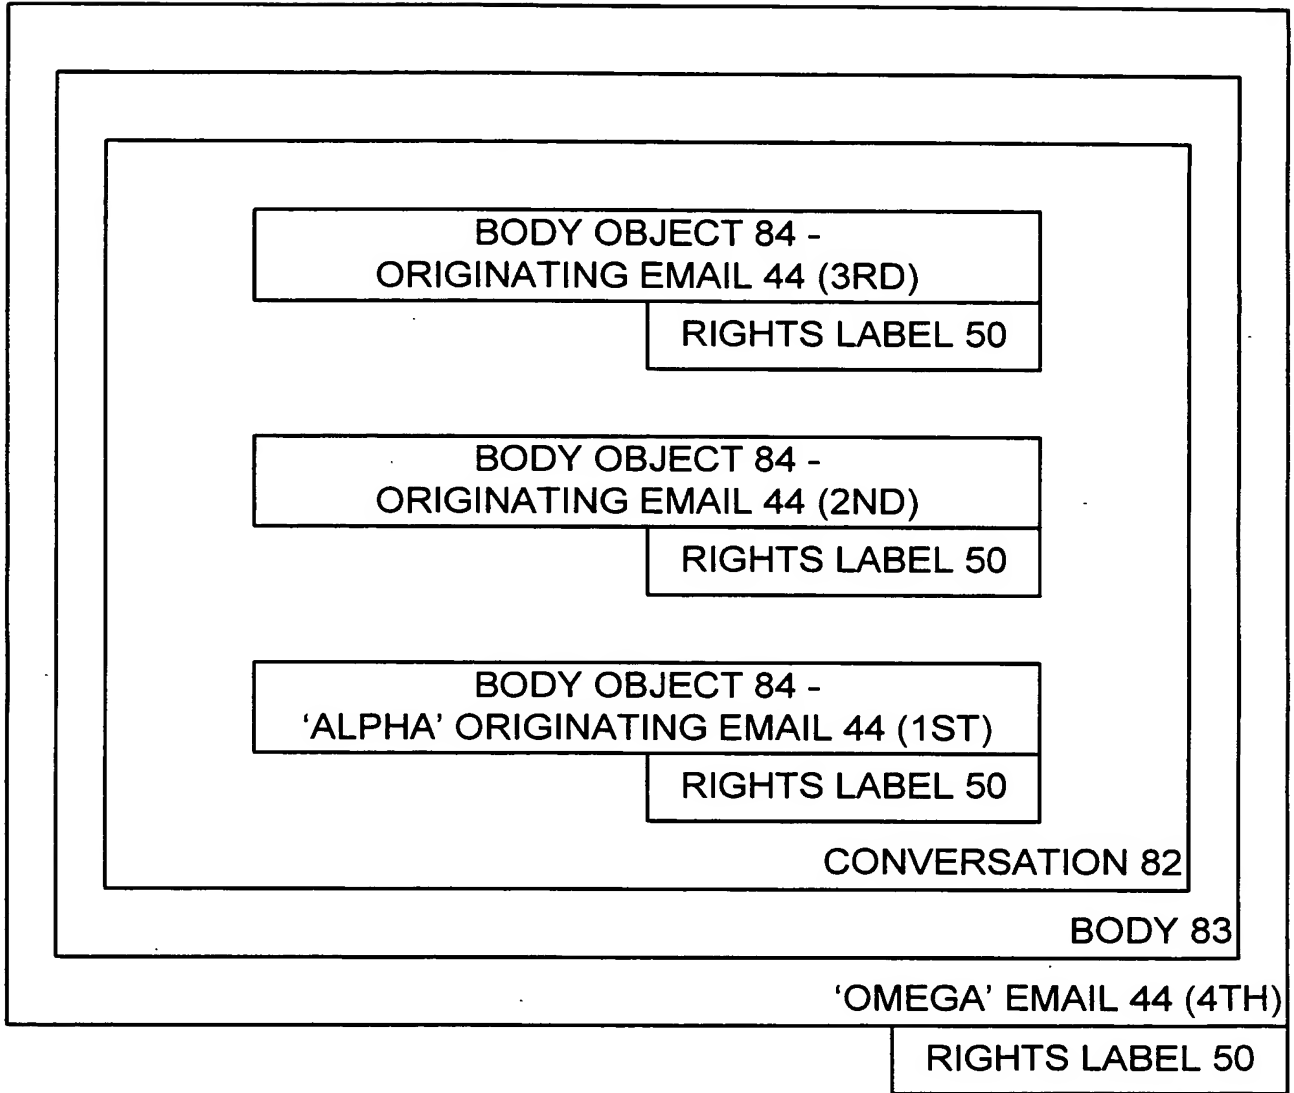 BODY OBJECT 84 -
ORIGINATING EMAIL 44 (3RD)
RIGHTS LABEL 50
BODY OBJECT 84 -
ORIGINATING EMAIL 44 (2ND)
RIGHTS LABEL 50
BODY OBJECT 84 -
‘ALPHA’ ORIGINATING EMAIL 44 (1ST)
RIGHTS LABEL 50
CONVERSATION 82
BODY 83
‘OMEGA’ EMAIL 44 (4TH)
RIGHTS LABEL 50